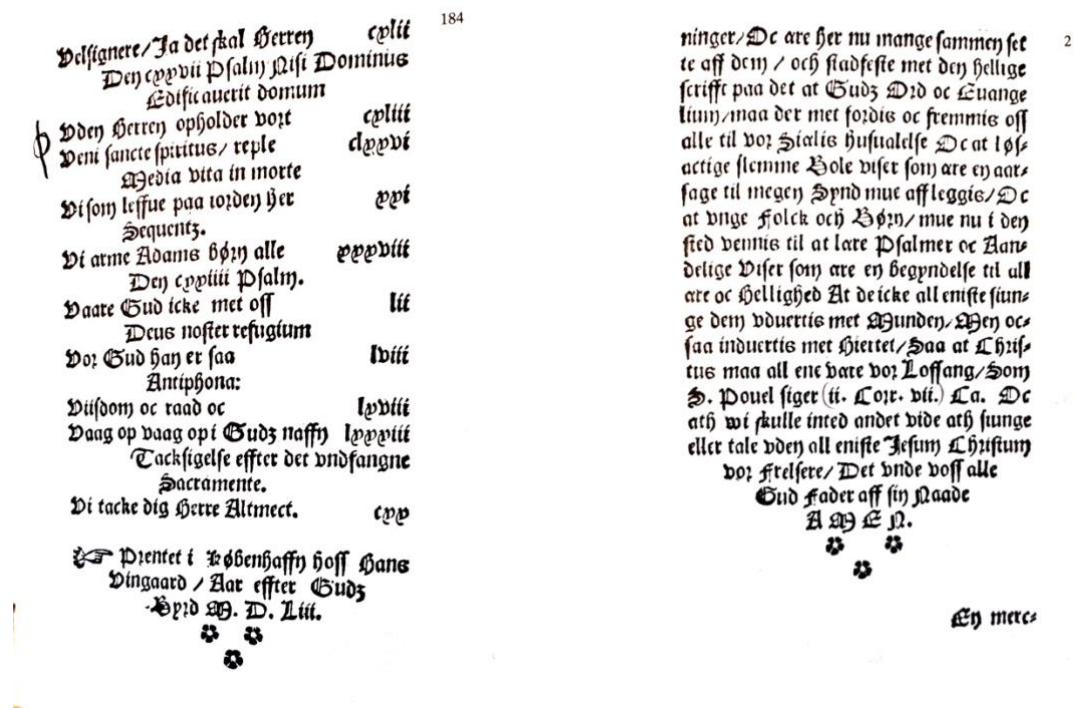 184
Velsignere/Ja det skal Herren cxlii
Den cxxvii Psalm Nisi Dominus
Edificauerit domum
Vden Herren opholder vort cxliii
Veni sancte spiritus/ reple clxxvi
Media vita in morte
Vi som leffue paa iorden her xxi
Sequentz.
Vi arme Adams børn alle xxxviii
Den cxxiiii Psalm.
Vaare Gud icke met oss lii
Deus noster refugium
Vor Gud han er saa lviii
Antiphona:
Viisdom oc raad oc lxviii
Vaag op vaag op i Gudz naffn lxxxiii
Tacksigelse effter det vndfangne
Sacramente.
Vi tacke dig Herre Altmect. cxx
Prentet i København hoss Hans
Vingaard / Aar effter Gudz
Byrd M. D. Liii.
2
ninger/Oc are her nu mange sammen set
te aff dem / och stadfeste met den hellige
scrifft paa det at Gudz Ord oc Euange
lium/maa der met fordis oc fremmis oss
alle til vor Sielis husualelse Oc at løs⸗
actige slemme Bole viser som are en aar⸗
sage til megen Synd mue aff leggis/Oc
at vnge Folck och Børn/ mue nu i den
sted vennis til at lære Psalmer oc Aan⸗
delige Viser som are en begyndelse til all
are oc Hellighed At de icke all eniste siun⸗
ge dem vduertis met Munden/Men oc⸗
saa induertis met Hiertet/Saa at Chris⸗
tus maa all ene være vor Loffsang/Som
S. Pouel siger (ii. Corr. vii.) Ca. Oc
ath wi skulle inted andet vide ath siunge
eller tale vden all eniste Jesum Christum
vor Frelsere/ Det vnde voss alle
Gud Fader aff sin Naade
A M E N.
En merc⸗